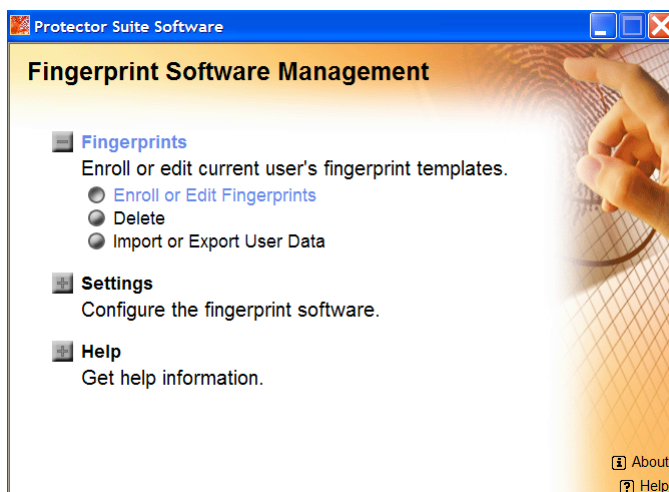 Protector Suite Software
Fingerprint Software Management
Fingerprints
Enroll or edit current user's fingerprint templates.
Enroll or Edit Fingerprints
Delete
Import or Export User Data
Settings
Configure the fingerprint software.
Help
Get help information.
About
Help